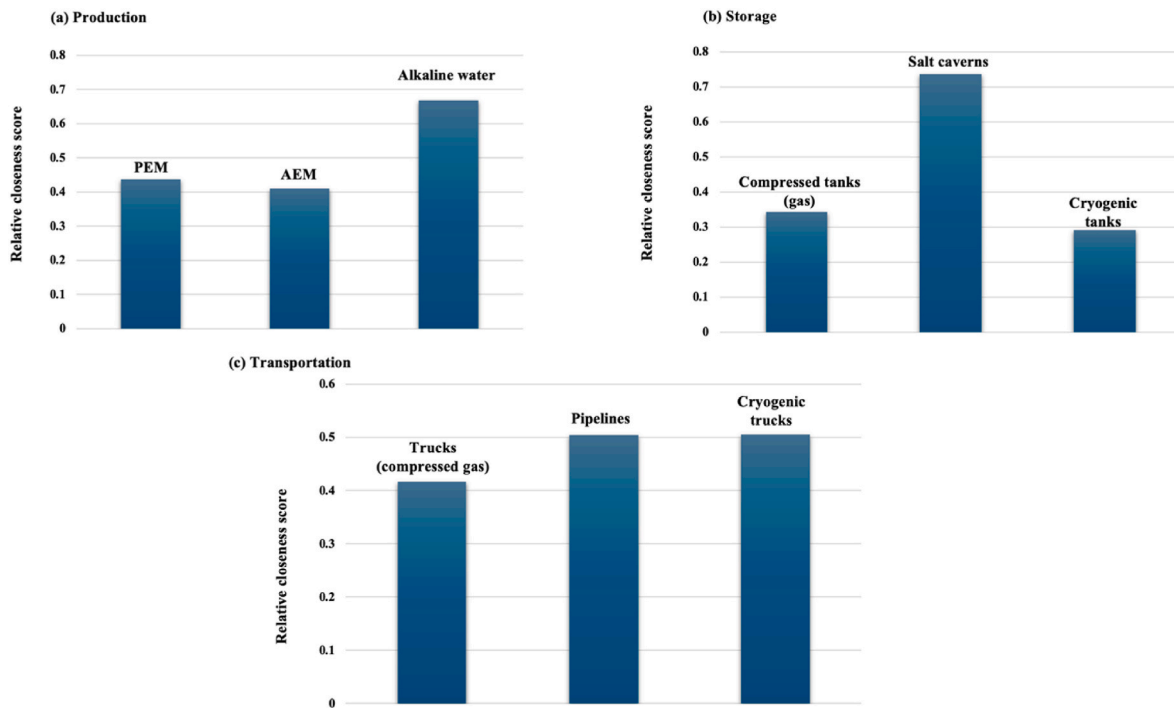 (a) Production
Relative closeness score
0.8
0.7
0.6
0.5
0.4
0.3
0.2
0.1
0
PEM
AEM
Alkaline water
(b) Storage
Relative closeness score
0.8
0.7
0.6
0.5
0.4
0.3
0.2
0.1
0
Compressed tanks
(gas)
Salt caverns
Cryogenic
tanks
(c) Transportation
Relative closeness score
0.6
0.5
0.4
0.3
0.2
0.1
0
Trucks
(compressed gas)
Pipelines
Cryogenic
trucks